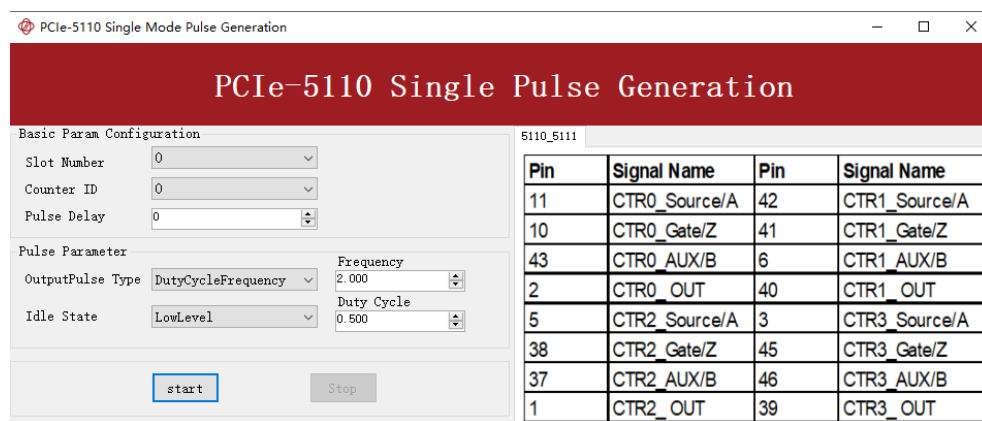 PCIe-5110 Single Mode Pulse Generation
PCIe-5110 Single Pulse Generation
Basic Param Configuration
Slot Number 0
Counter ID 0
Pulse Delay 0
Pulse Parameter
Frequency
OutputPulse Type DutyCycleFrequency 2.000
Duty Cycle
Idle State LowLevel 0.500
start Stop
5110_5111
Pin Signal Name Pin Signal Name
11 CTR0_Source/A 42 CTR1_Source/A
10 CTR0_Gate/Z 41 CTR1_Gate/Z
43 CTR0_AUX/B 6 CTR1_AUX/B
2 CTR0_OUT 40 CTR1_OUT
5 CTR2_Source/A 3 CTR3_Source/A
38 CTR2_Gate/Z 45 CTR3_Gate/Z
37 CTR2_AUX/B 46 CTR3_AUX/B
1 CTR2_OUT 39 CTR3_OUT